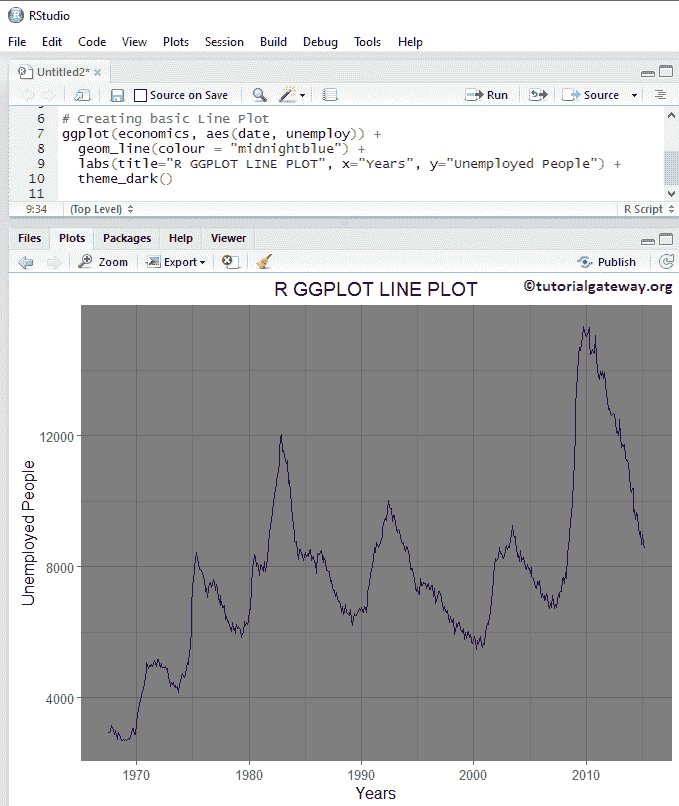 RStudio
File Edit Code View Plots Session Build Debug Tools Help
Untitled2*
Source on Save Run Source
6 # Creating basic Line Plot
7 ggplot(economics, aes(date, unemploy)) +
8 geom_line(colour = "midnightblue") +
9 labs(title="R GGPLOT LINE PLOT", x="Years", y="Unemployed People") +
10 theme_dark()
11
9:34 (Top Level) R Script
Files Plots Packages Help Viewer
Zoom Export Publish
R GGPLOT LINE PLOT
©tutorialgateway.org
Unemployed People
12000
8000
4000
1970 1980 1990 2000 2010
Years